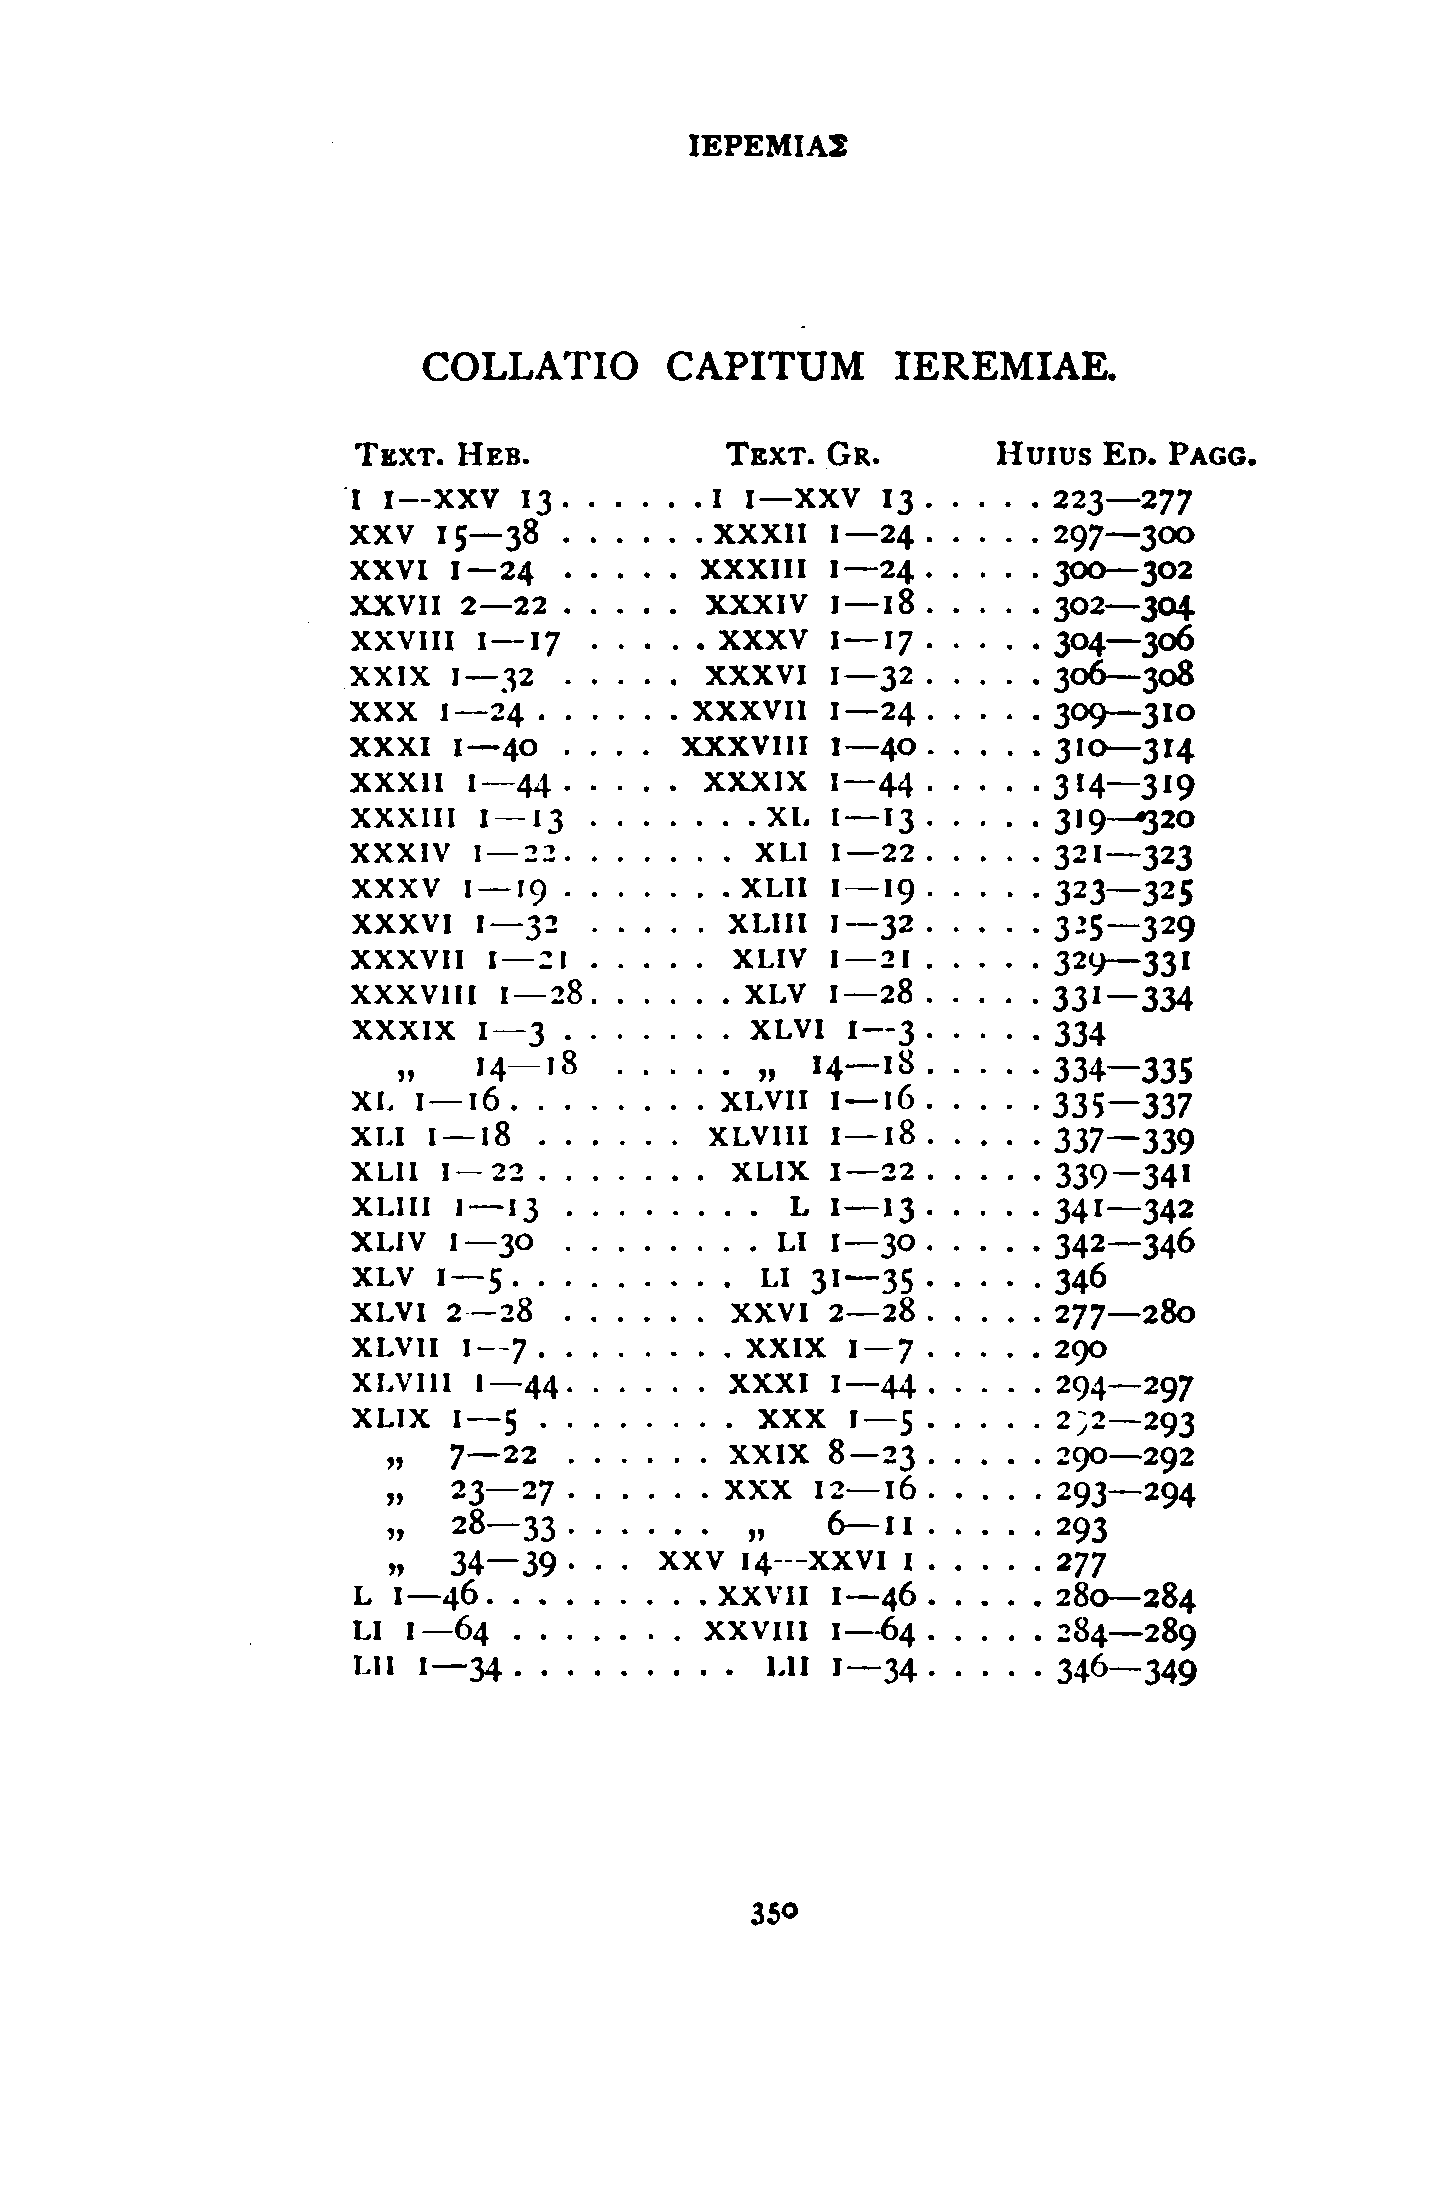 ΙΕΡΕΜΙΑΣ
COLLATIO CAPITUM IEREMIAE.
TEXT. HEB. TEXT. GR. HUIUS ED. PAGG.
I 1—XXV 13 . . . . . . I 1—XXV 13 . . . . . 223—277
XXV 15—38 . . . . . . XXXII 1—24 . . . . . 297—300
XXVI 1—24 . . . . . XXXIII 1—24 . . . . . 300—302
XXVII 2—22 . . . . . XXXIV 1—18 . . . . . 302—304
XXVIII 1—17 . . . . . XXXV 1—17 . . . . . 304—306
XXIX 1—32 . . . . . XXXVI 1—32 . . . . . 306—308
XXX 1—24 . . . . . . XXXVII 1—24 . . . . . 309—310
XXXI 1—40 . . . . XXXVIII 1—40 . . . . . 310—314
XXXII 1—44 . . . . . XXXIX 1—44 . . . . . 314—319
XXXIII 1—13 . . . . . . . XL 1—13 . . . . . 319—320
XXXIV 1—22 . . . . . . . XLI 1—22 . . . . . 321—323
XXXV 1—19 . . . . . . . XLII 1—19 . . . . . 323—325
XXXVI 1—32 . . . . . XLIII 1—32 . . . . . 325—329
XXXVII 1—21 . . . . . XLIV 1—21 . . . . . 329—331
XXXVIII 1—28 . . . . . . XLV 1—28 . . . . . 331—334
XXXIX 1—3 . . . . . . . XLVI 1—3 . . . . . 334
„ 14—18 . . . . . „ 14—18 . . . . . 334—335
XL 1—16 . . . . . . . . XLVII 1—16 . . . . . 335—337
XLI 1—18 . . . . . . XLVIII 1—18 . . . . . 337—339
XLII 1—22 . . . . . . . XLIX 1—22 . . . . . 339—341
XLIII 1—13 . . . . . . . . L 1—13 . . . . . 341—342
XLIV 1—30 . . . . . . . . LI 1—30 . . . . . 342—346
XLV 1—5 . . . . . . . . . LI 31—35 . . . . . 346
XLVI 2—28 . . . . . . XXVI 2—28 . . . . . 277—280
XLVII 1—7 . . . . . . . . XXIX 1—7 . . . . . 290
XLVIII 1—44 . . . . . . XXXI 1—44 . . . . . 294—297
XLIX 1—5 . . . . . . . . XXX 1—5 . . . . . 292—293
„ 7—22 . . . . . . XXIX 8—23 . . . . . 290—292
„ 23—27 . . . . . . XXX 12—16 . . . . . 293—294
„ 28—33 . . . . . . „ 6—11 . . . . . 293
„ 34—39 . . . XXV 14—XXVI 1 . . . . . 277
L 1—46 . . . . . . . . . XXVII 1—46 . . . . . 280—284
LI 1—64 . . . . . . . XXVIII 1—64 . . . . . 284—289
LII 1—34 . . . . . . . . . LII 1—34 . . . . . 346—349
350